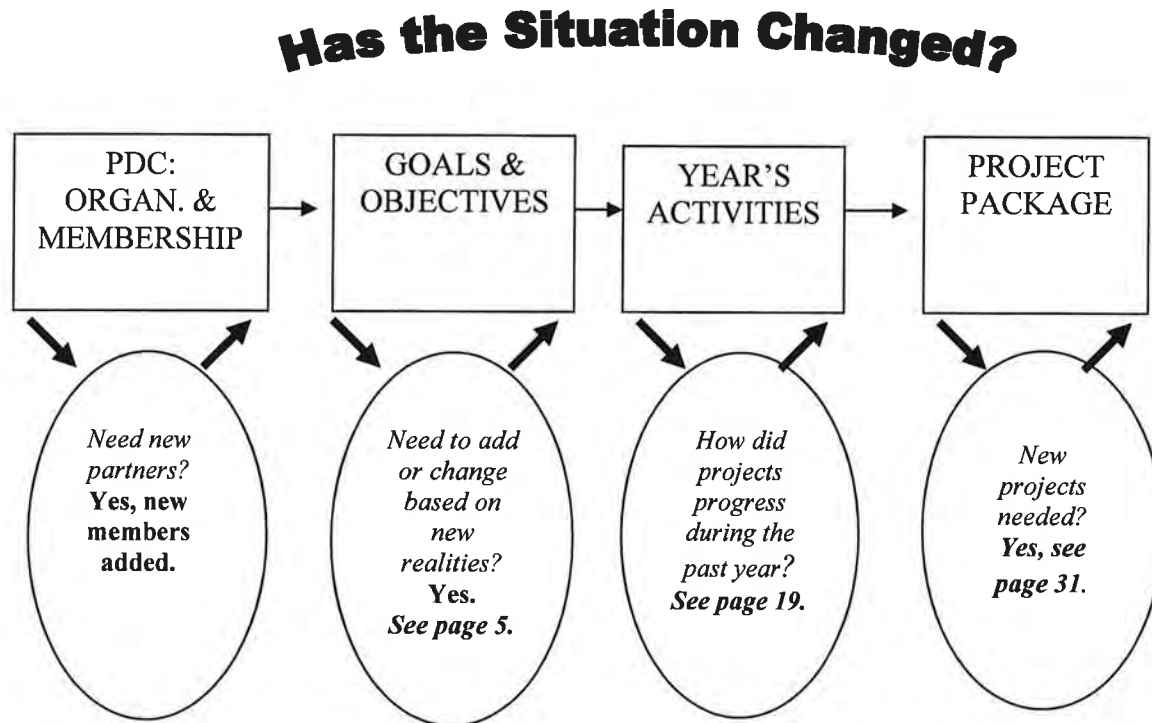 Has the Situation Changed?
PDC:
ORGAN. &
MEMBERSHIP
GOALS &
OBJECTIVES
YEAR'S
ACTIVITIES
PROJECT
PACKAGE
Need new
partners?
Yes, new
members
added.
Need to add
or change
based on
new
realities?
Yes.
See page 5.
How did
projects
progress
during the
past year?
See page 19.
New
projects
needed?
Yes, see
page 31.